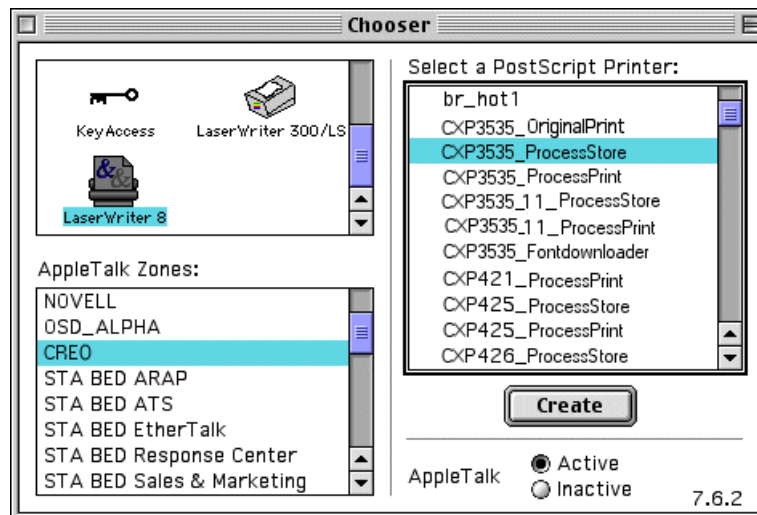 Chooser
KeyAccess
LaserWriter 300/LS
LaserWriter 8
AppleTalk Zones:
NOVELL
OSD_ALPHA
CREO
STA BED ARAP
STA BED ATS
STA BED EtherTalk
STA BED Response Center
STA BED Sales & Marketing
Select a PostScript Printer:
br_hot1
CXP3535_OriginalPrint
CXP3535_ProcessStore
CXP3535_ProcessPrint
CXP3535_11_ProcessStore
CXP3535_11_ProcessPrint
CXP3535_Fontdownloader
CXP421_ProcessPrint
CXP425_ProcessStore
CXP425_ProcessPrint
CXP426_ProcessStore
Create
AppleTalk
Active
Inactive
7.6.2